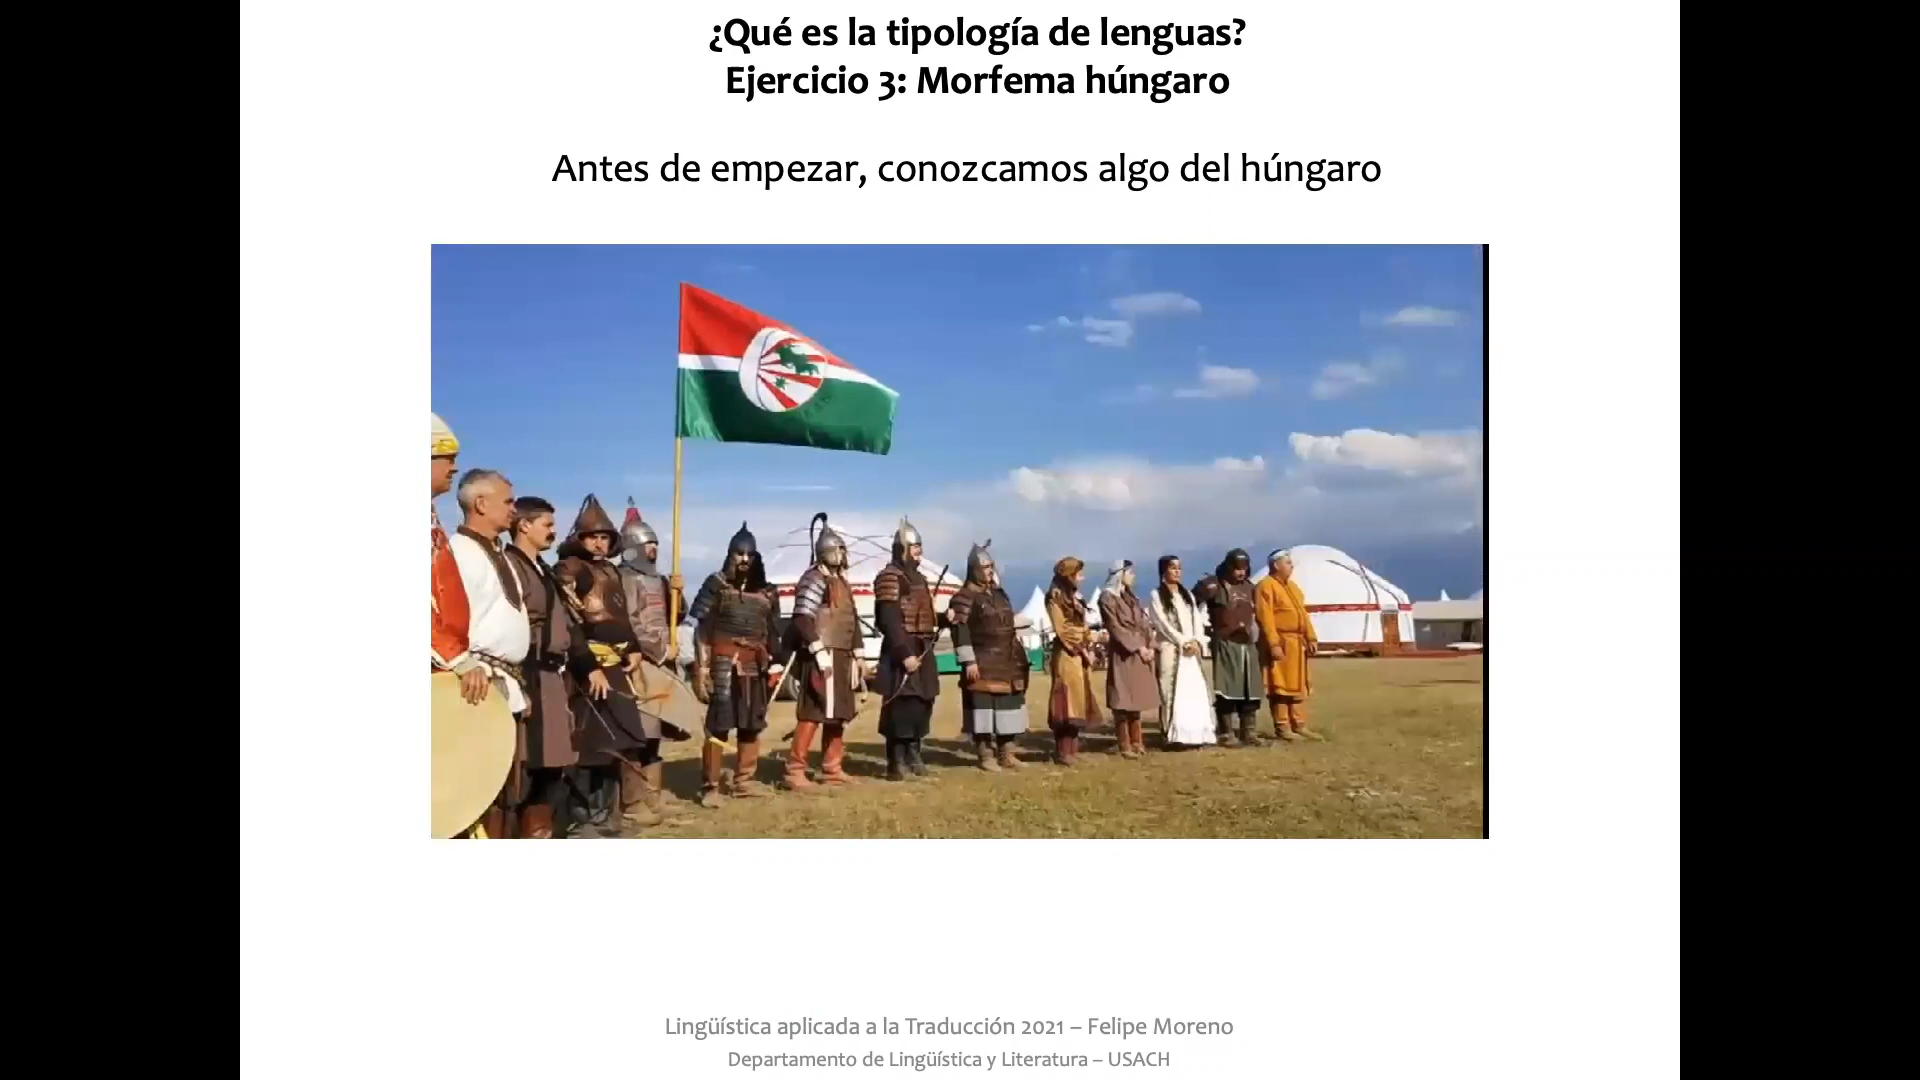 ¿Qué es la tipología de lenguas?
Ejercicio 3: Morfema húngaro
Antes de empezar, conozcamos algo del húngaro
Lingüística aplicada a la Traducción 2021 – Felipe Moreno
Departamento de Lingüística y Literatura – USACH